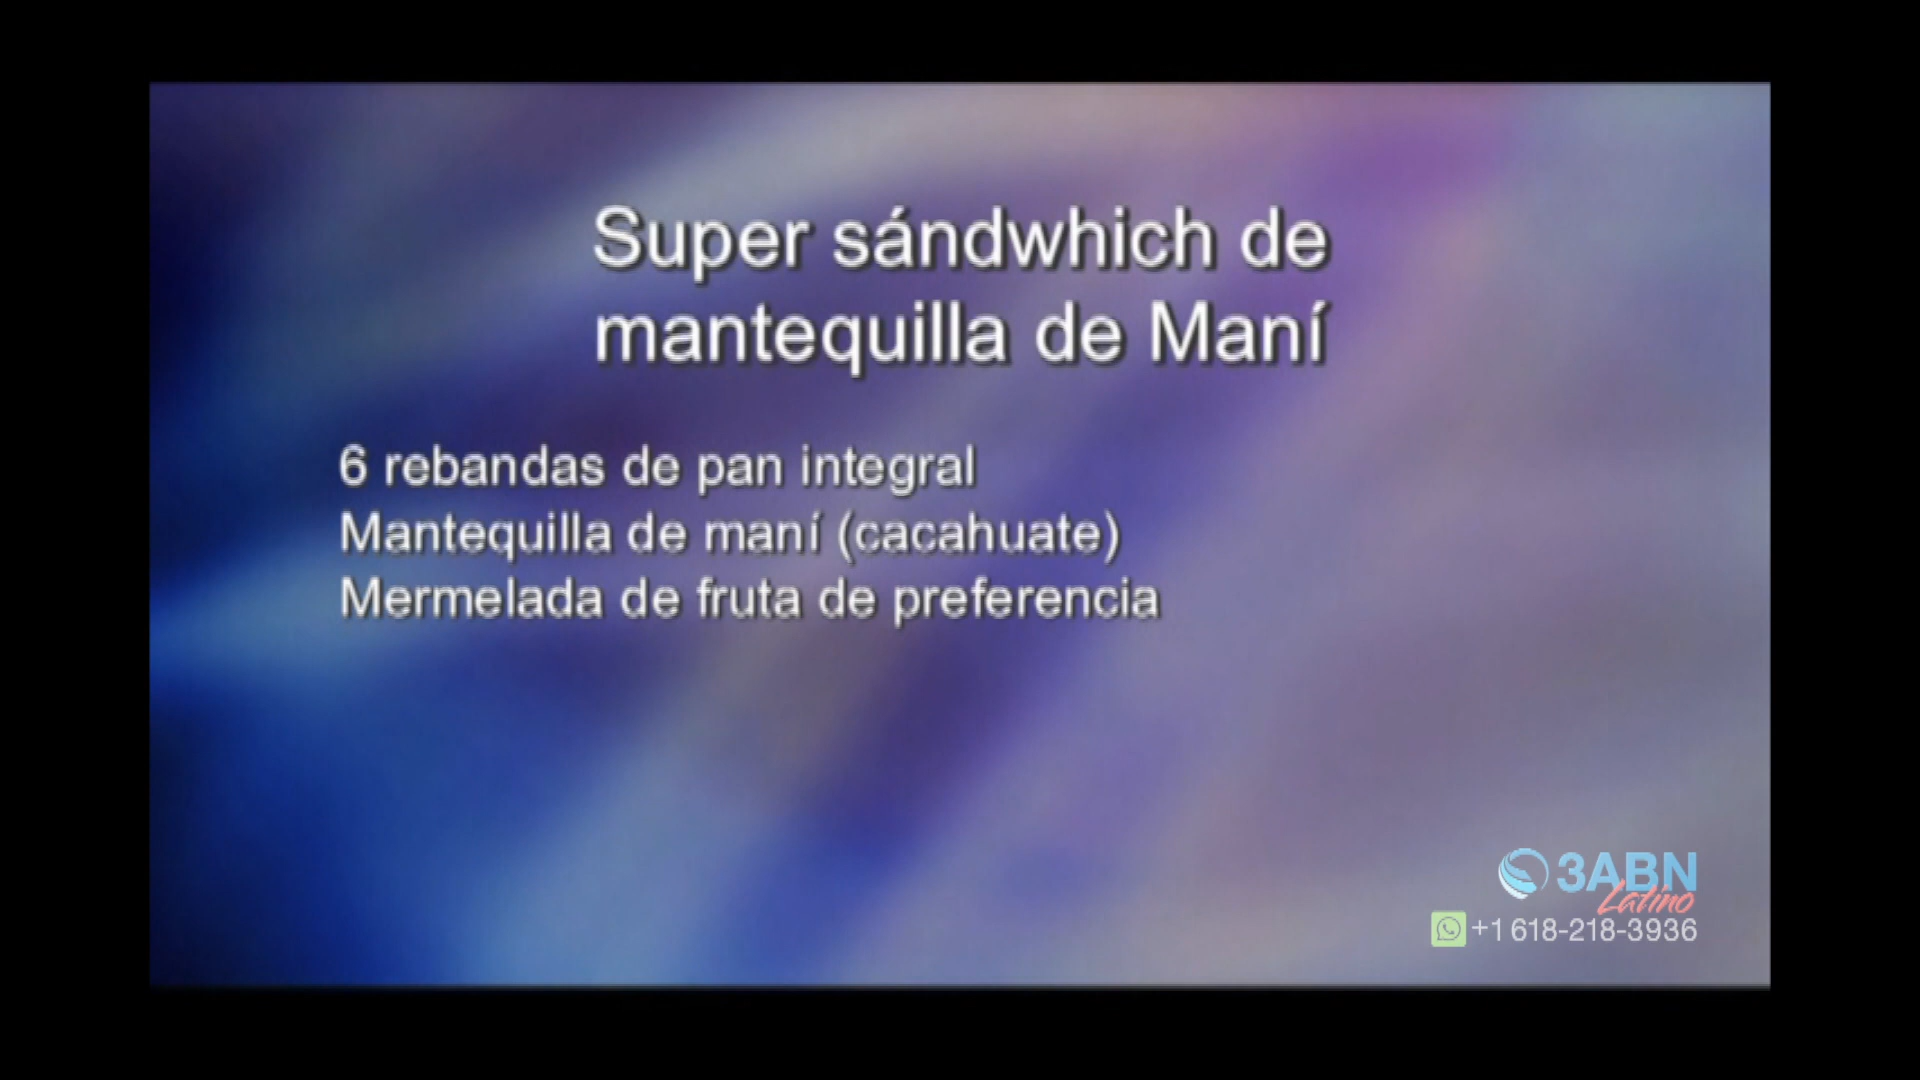 Super sándwhich de
mantequilla de Maní
6 rebandas de pan integral
Mantequilla de maní (cacahuate)
Mermelada de fruta de preferencia
3ABN
Latino
+1 618-218-3936